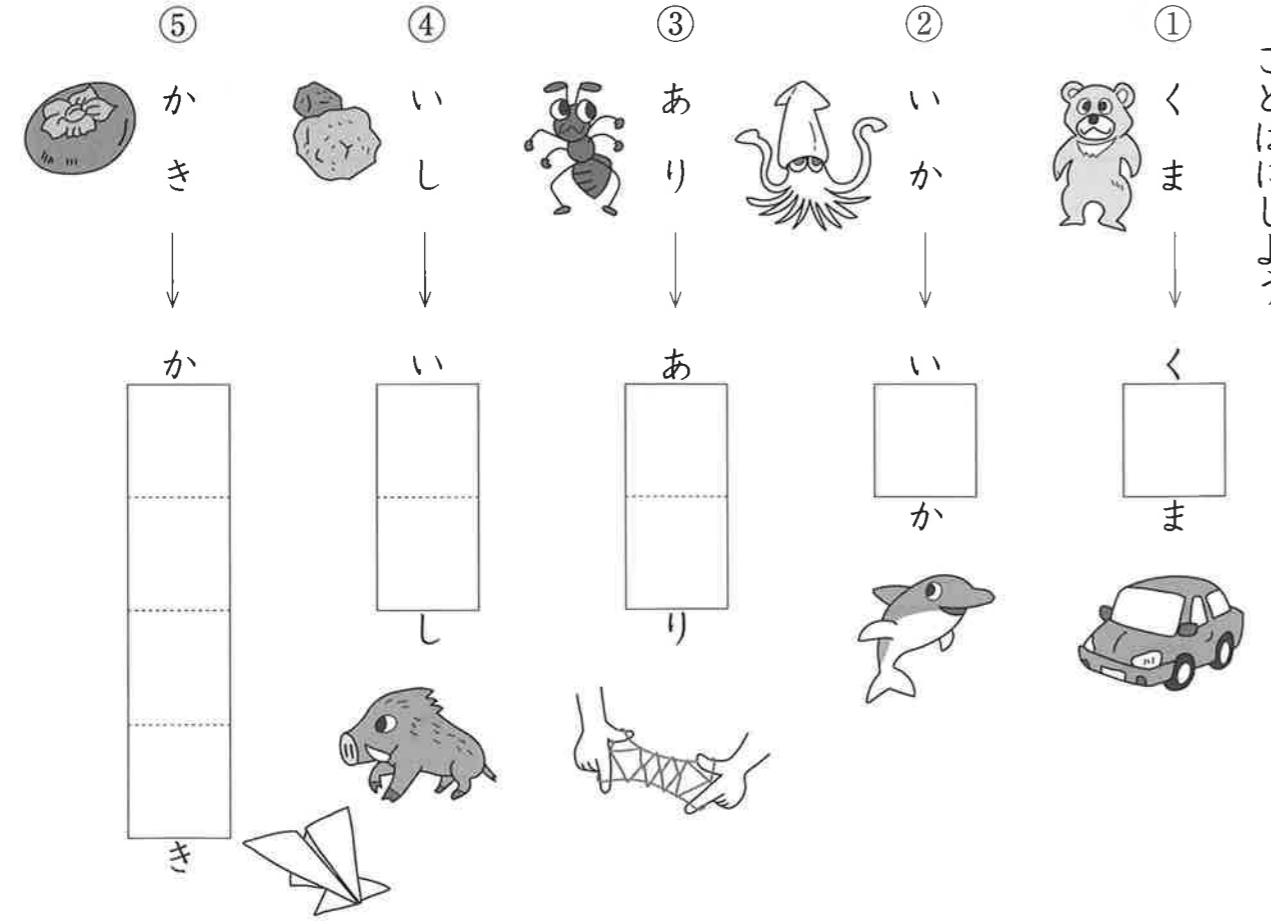 ことばにしよう
①
くま
↓
く
ま
②
いか
↓
い
か
③
あり
↓
あ
り
④
いし
↓
い
し
⑤
かき
↓
か
き